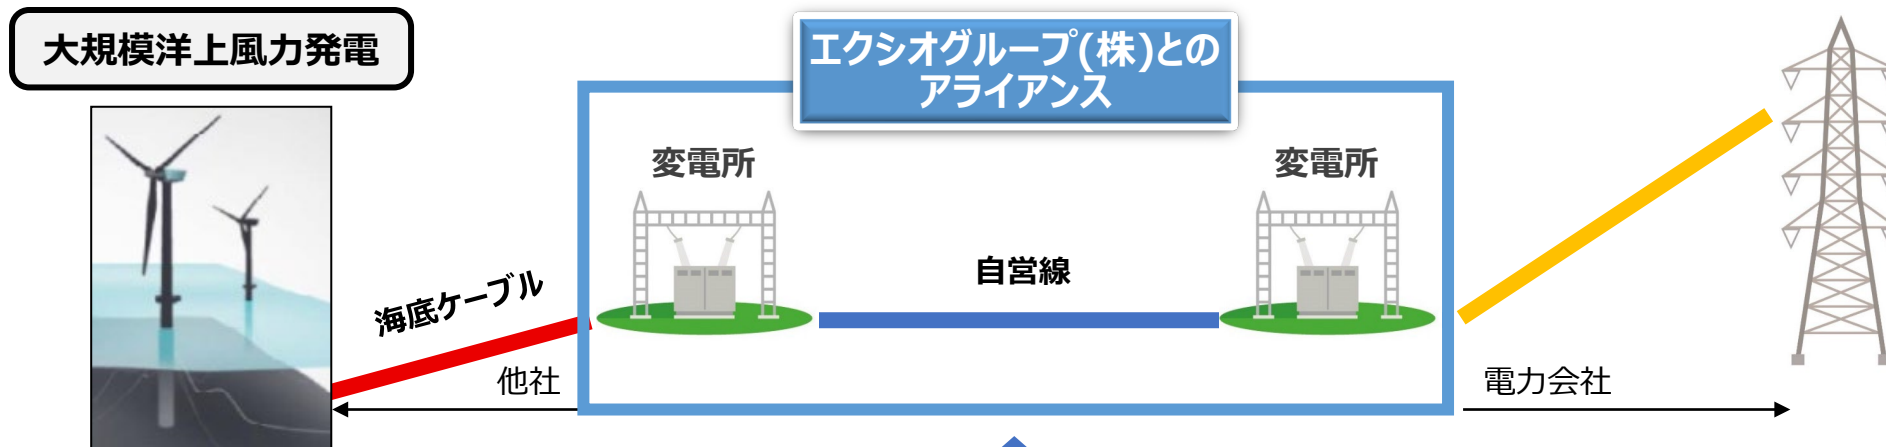 大規模洋上風力発電
エクシオグループ(株)との
アライアンス
変電所
変電所
自営線
海底ケーブル
他社
電力会社